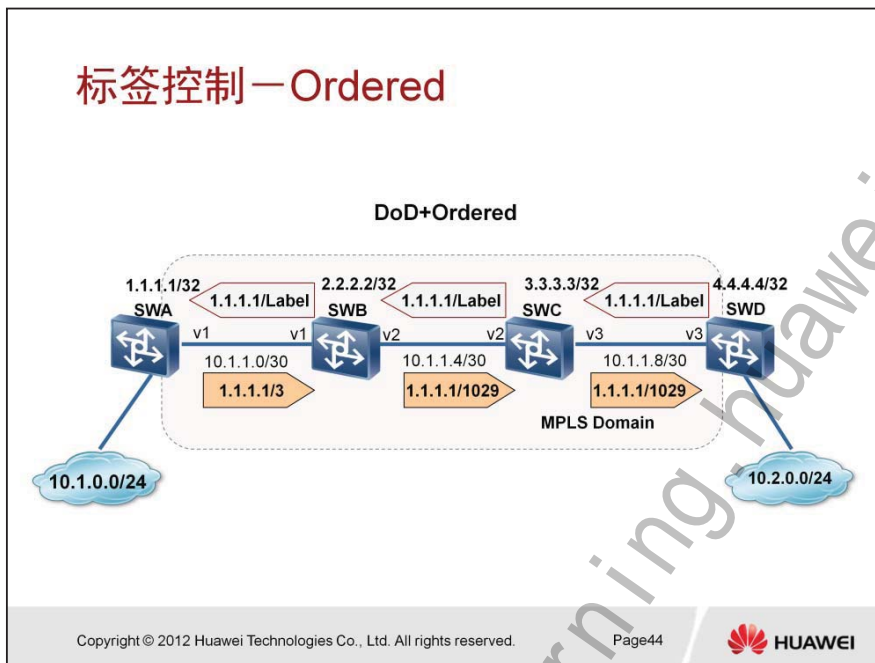 标签控制－Ordered
DoD+Ordered
1.1.1.1/32
2.2.2.2/32
3.3.3.3/32
4.4.4.4/32
1.1.1.1/Label
1.1.1.1/Label
1.1.1.1/Label
SWA
SWB
SWC
SWD
v1
v1
v2
v2
v3
v3
10.1.1.0/30
10.1.1.4/30
10.1.1.8/30
1.1.1.1/3
1.1.1.1/1029
1.1.1.1/1029
MPLS Domain
10.1.0.0/24
10.2.0.0/24
Copyright © 2012 Huawei Technologies Co., Ltd. All rights reserved.
Page44
HUAWEI
rning.huawei.